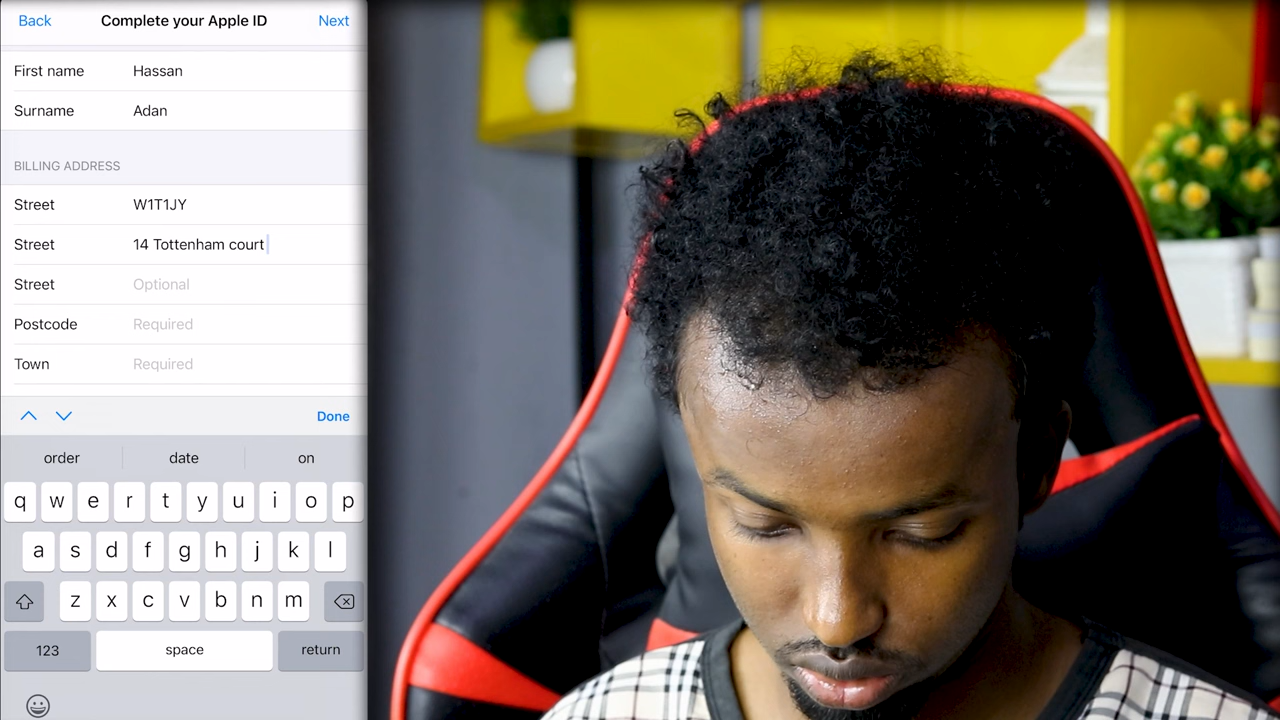 Back Complete your Apple ID Next
First name Hassan
Surname Adan
BILLING ADDRESS
Street W1T1JY
Street 14 Tottenham court
Street Optional
Postcode Required
Town Required
Done
order date on
q w e r t y u i o p
a s d f g h j k l
z x c v b n m
123 space return